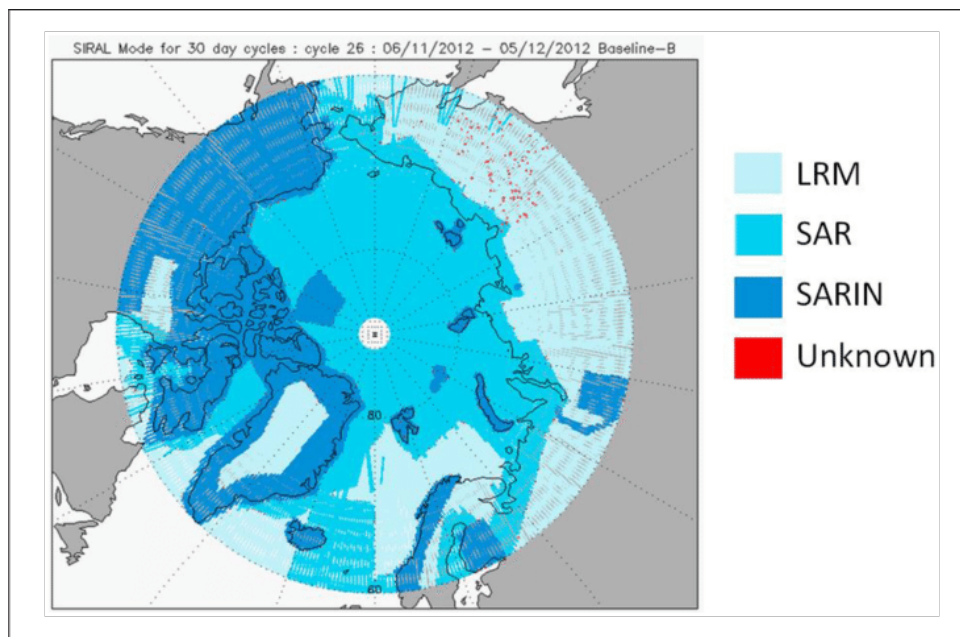 SIRAL Mode for 30 day cycles : cycle 26 : 06/11/2012 – 05/12/2012 Baseline-B
LRM
SAR
SARIN
Unknown
80
60